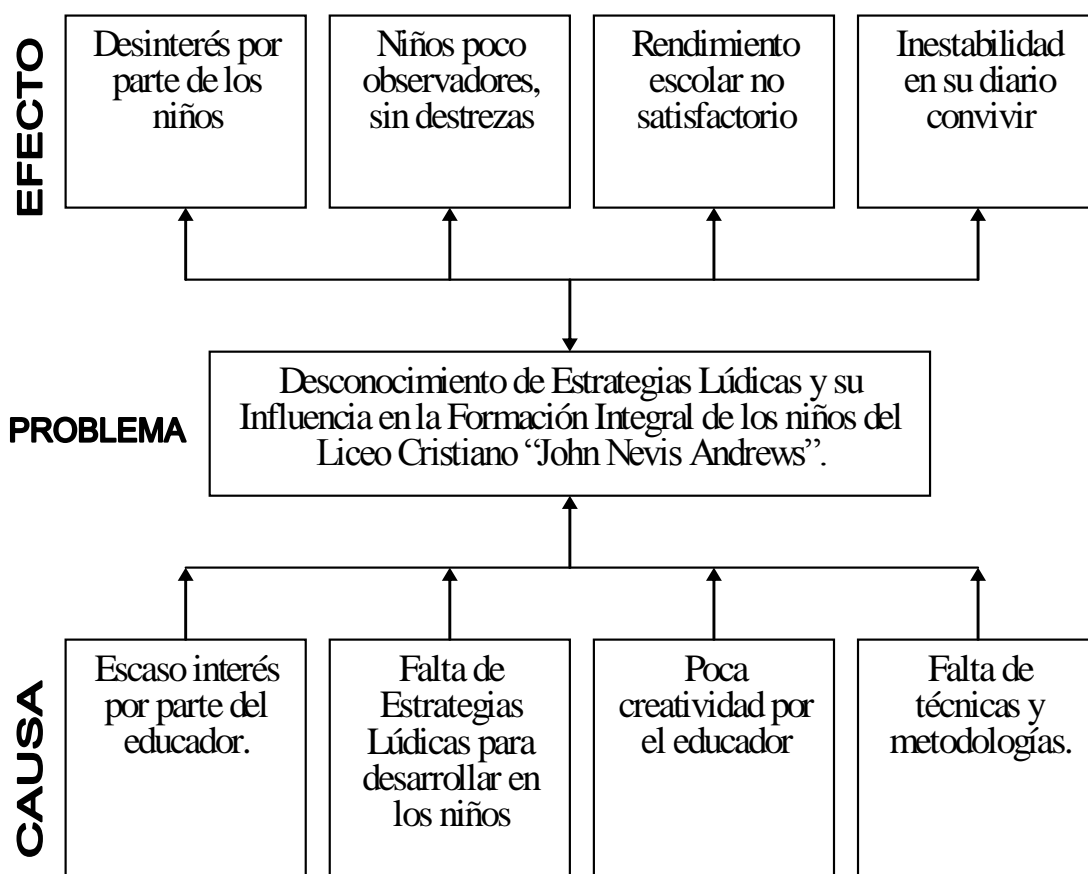 EFECTO
Desinterés por
parte de los
niños
Niños poco
observadores,
sin destrezas
Rendimiento
escolar no
satisfactorio
Inestabilidad
en su diario
convivir
PROBLEMA
Desconocimiento de Estrategias Lúdicas y su
Influencia en la Formación Integral de los niños del
Liceo Cristiano “John Nevis Andrews”.
CAUSA
Escaso interés
por parte del
educador.
Falta de
Estrategias
Lúdicas para
desarrollar en
los niños
Poca
creatividad por
el educador
Falta de
técnicas y
metodologías.